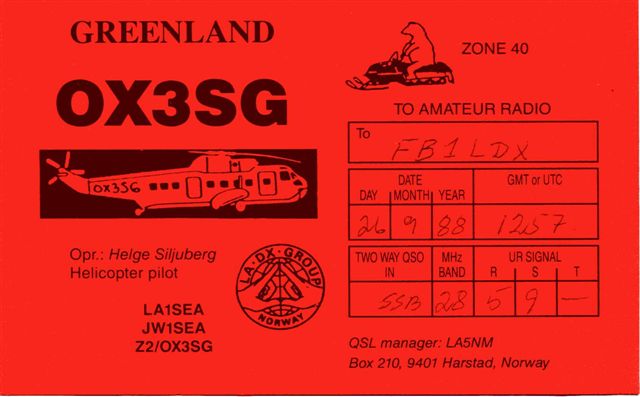 GREENLAND
OX3SG
OX3SG
Opr.: Helge Siljuberg
Helicopter pilot
LA1SEA
JW1SEA
Z2/OX3SG
LA·DX·GROUP
NORWAY
ZONE 40
TO AMATEUR RADIO
To FB1LDX
DATE GMT or UTC
DAY MONTH YEAR
26 9 88 1257
TWO WAY QSO IN MHz BAND UR SIGNAL
R S T
SSB 28 5 9 —
QSL manager: LA5NM
Box 210, 9401 Harstad, Norway